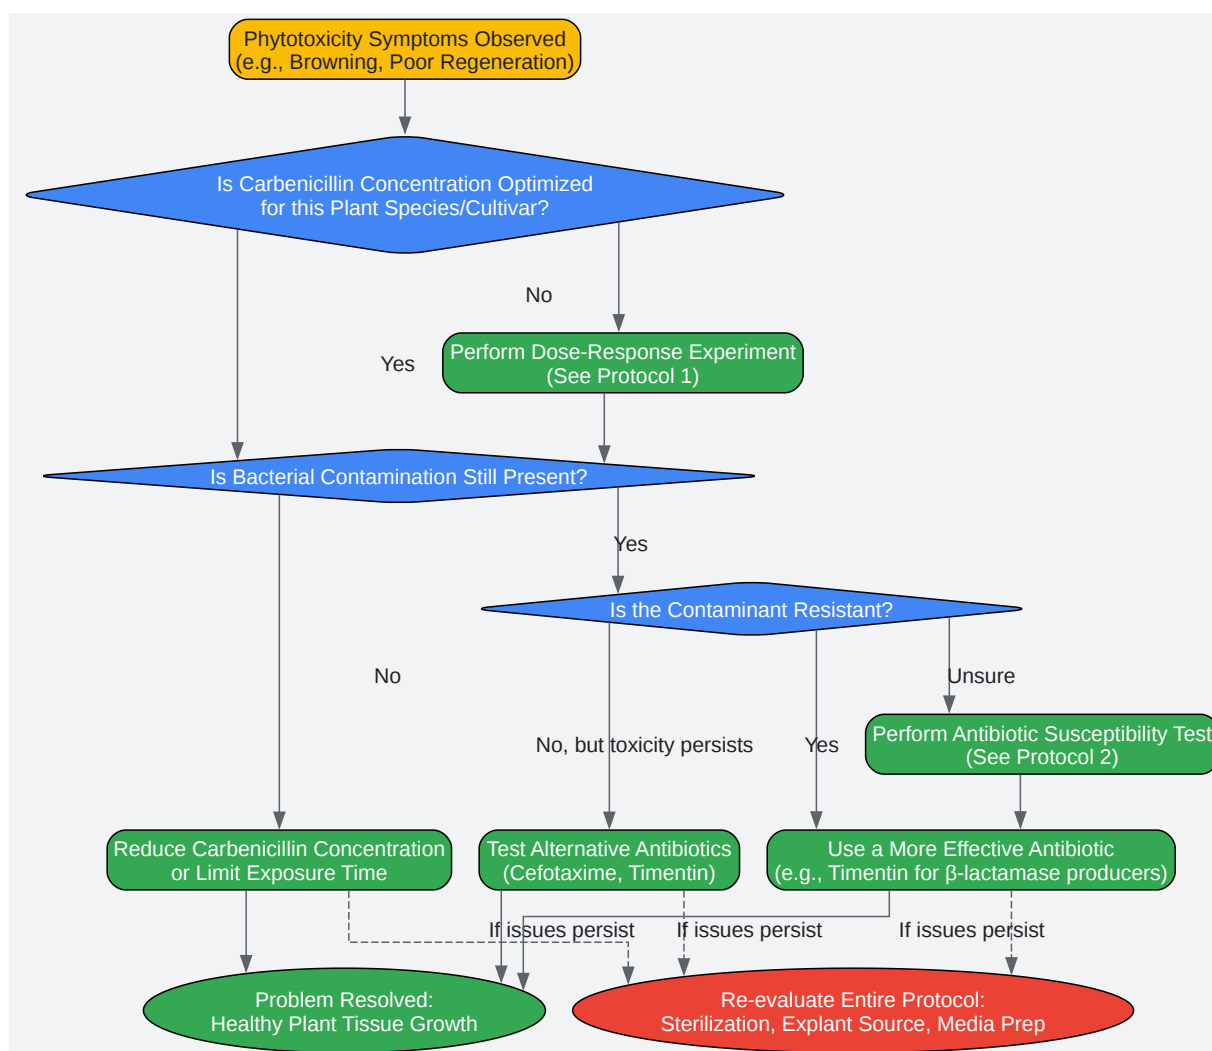 Phytotoxicity Symptoms Observed
(e.g., Browning, Poor Regeneration)
Is Carbenicillin Concentration Optimized
for this Plant Species/Cultivar?
No
Yes
Perform Dose-Response Experiment
(See Protocol 1)
Is Bacterial Contamination Still Present?
Yes
Is the Contaminant Resistant?
No
Unsure
No, but toxicity persists
Yes
Perform Antibiotic Susceptibility Test
(See Protocol 2)
Reduce Carbenicillin Concentration
or Limit Exposure Time
Test Alternative Antibiotics
(Cefotaxime, Timentin)
Use a More Effective Antibiotic
(e.g., Timentin for β-lactamase producers)
If issues persist
If issues persist
If issues persist
Problem Resolved:
Healthy Plant Tissue Growth
Re-evaluate Entire Protocol:
Sterilization, Explant Source, Media Prep